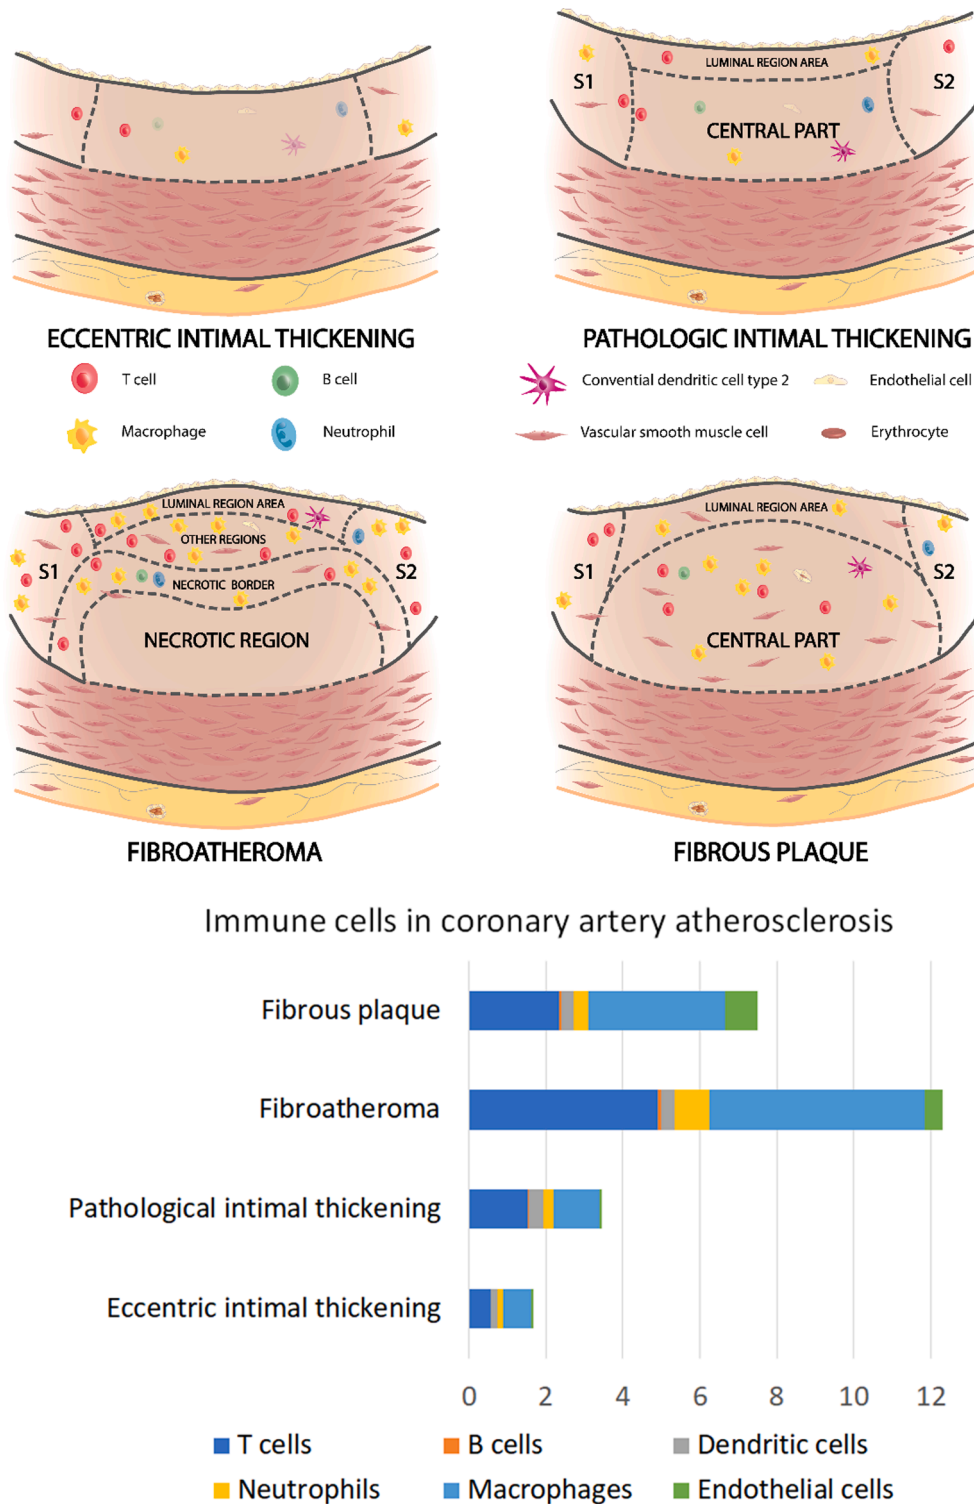 LUMINAL REGION AREA
S1
S2
CENTRAL PART
ECCENTRIC INTIMAL THICKENING
PATHOLOGIC INTIMAL THICKENING
T cell
B cell
Convential dendritic cell type 2
Endothelial cell
Macrophage
Neutrophil
Vascular smooth muscle cell
Erythrocyte
LUMINAL REGION AREA
OTHER REGIONS
S1
S2
NECROTIC BORDER
NECROTIC REGION
LUMINAL REGION AREA
S1
S2
CENTRAL PART
FIBROATHEROMA
FIBROUS PLAQUE
Immune cells in coronary artery atherosclerosis
Fibrous plaque
Fibroatheroma
Pathological intimal thickening
Eccentric intimal thickening
0 2 4 6 8 10 12
T cells
B cells
Dendritic cells
Neutrophils
Macrophages
Endothelial cells